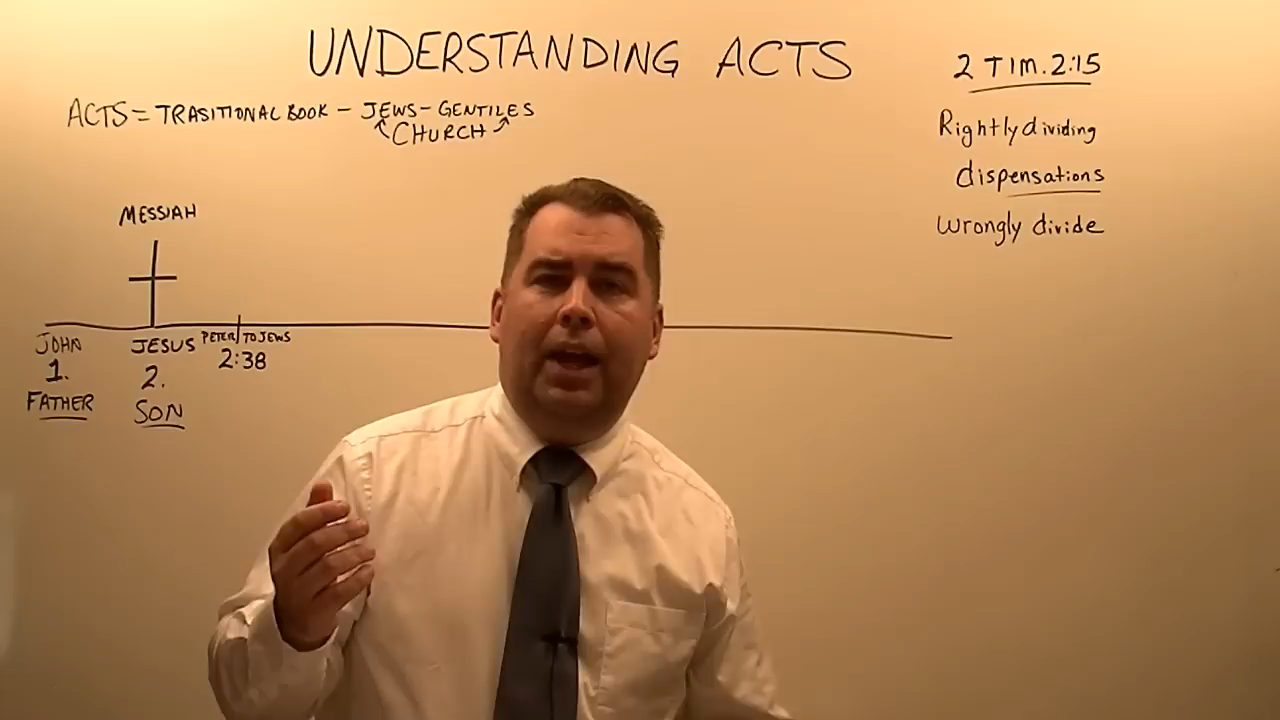 UNDERSTANDING ACTS
2 TIM. 2:15
ACTS = TRASITIONAL BOOK - JEWS - GENTILES
CHURCH
Rightly dividing
dispensations
Wrongly divide
MESSIAH
JOHN JESUS PETER/TO JEWS
1. 2. 2:38
FATHER SON